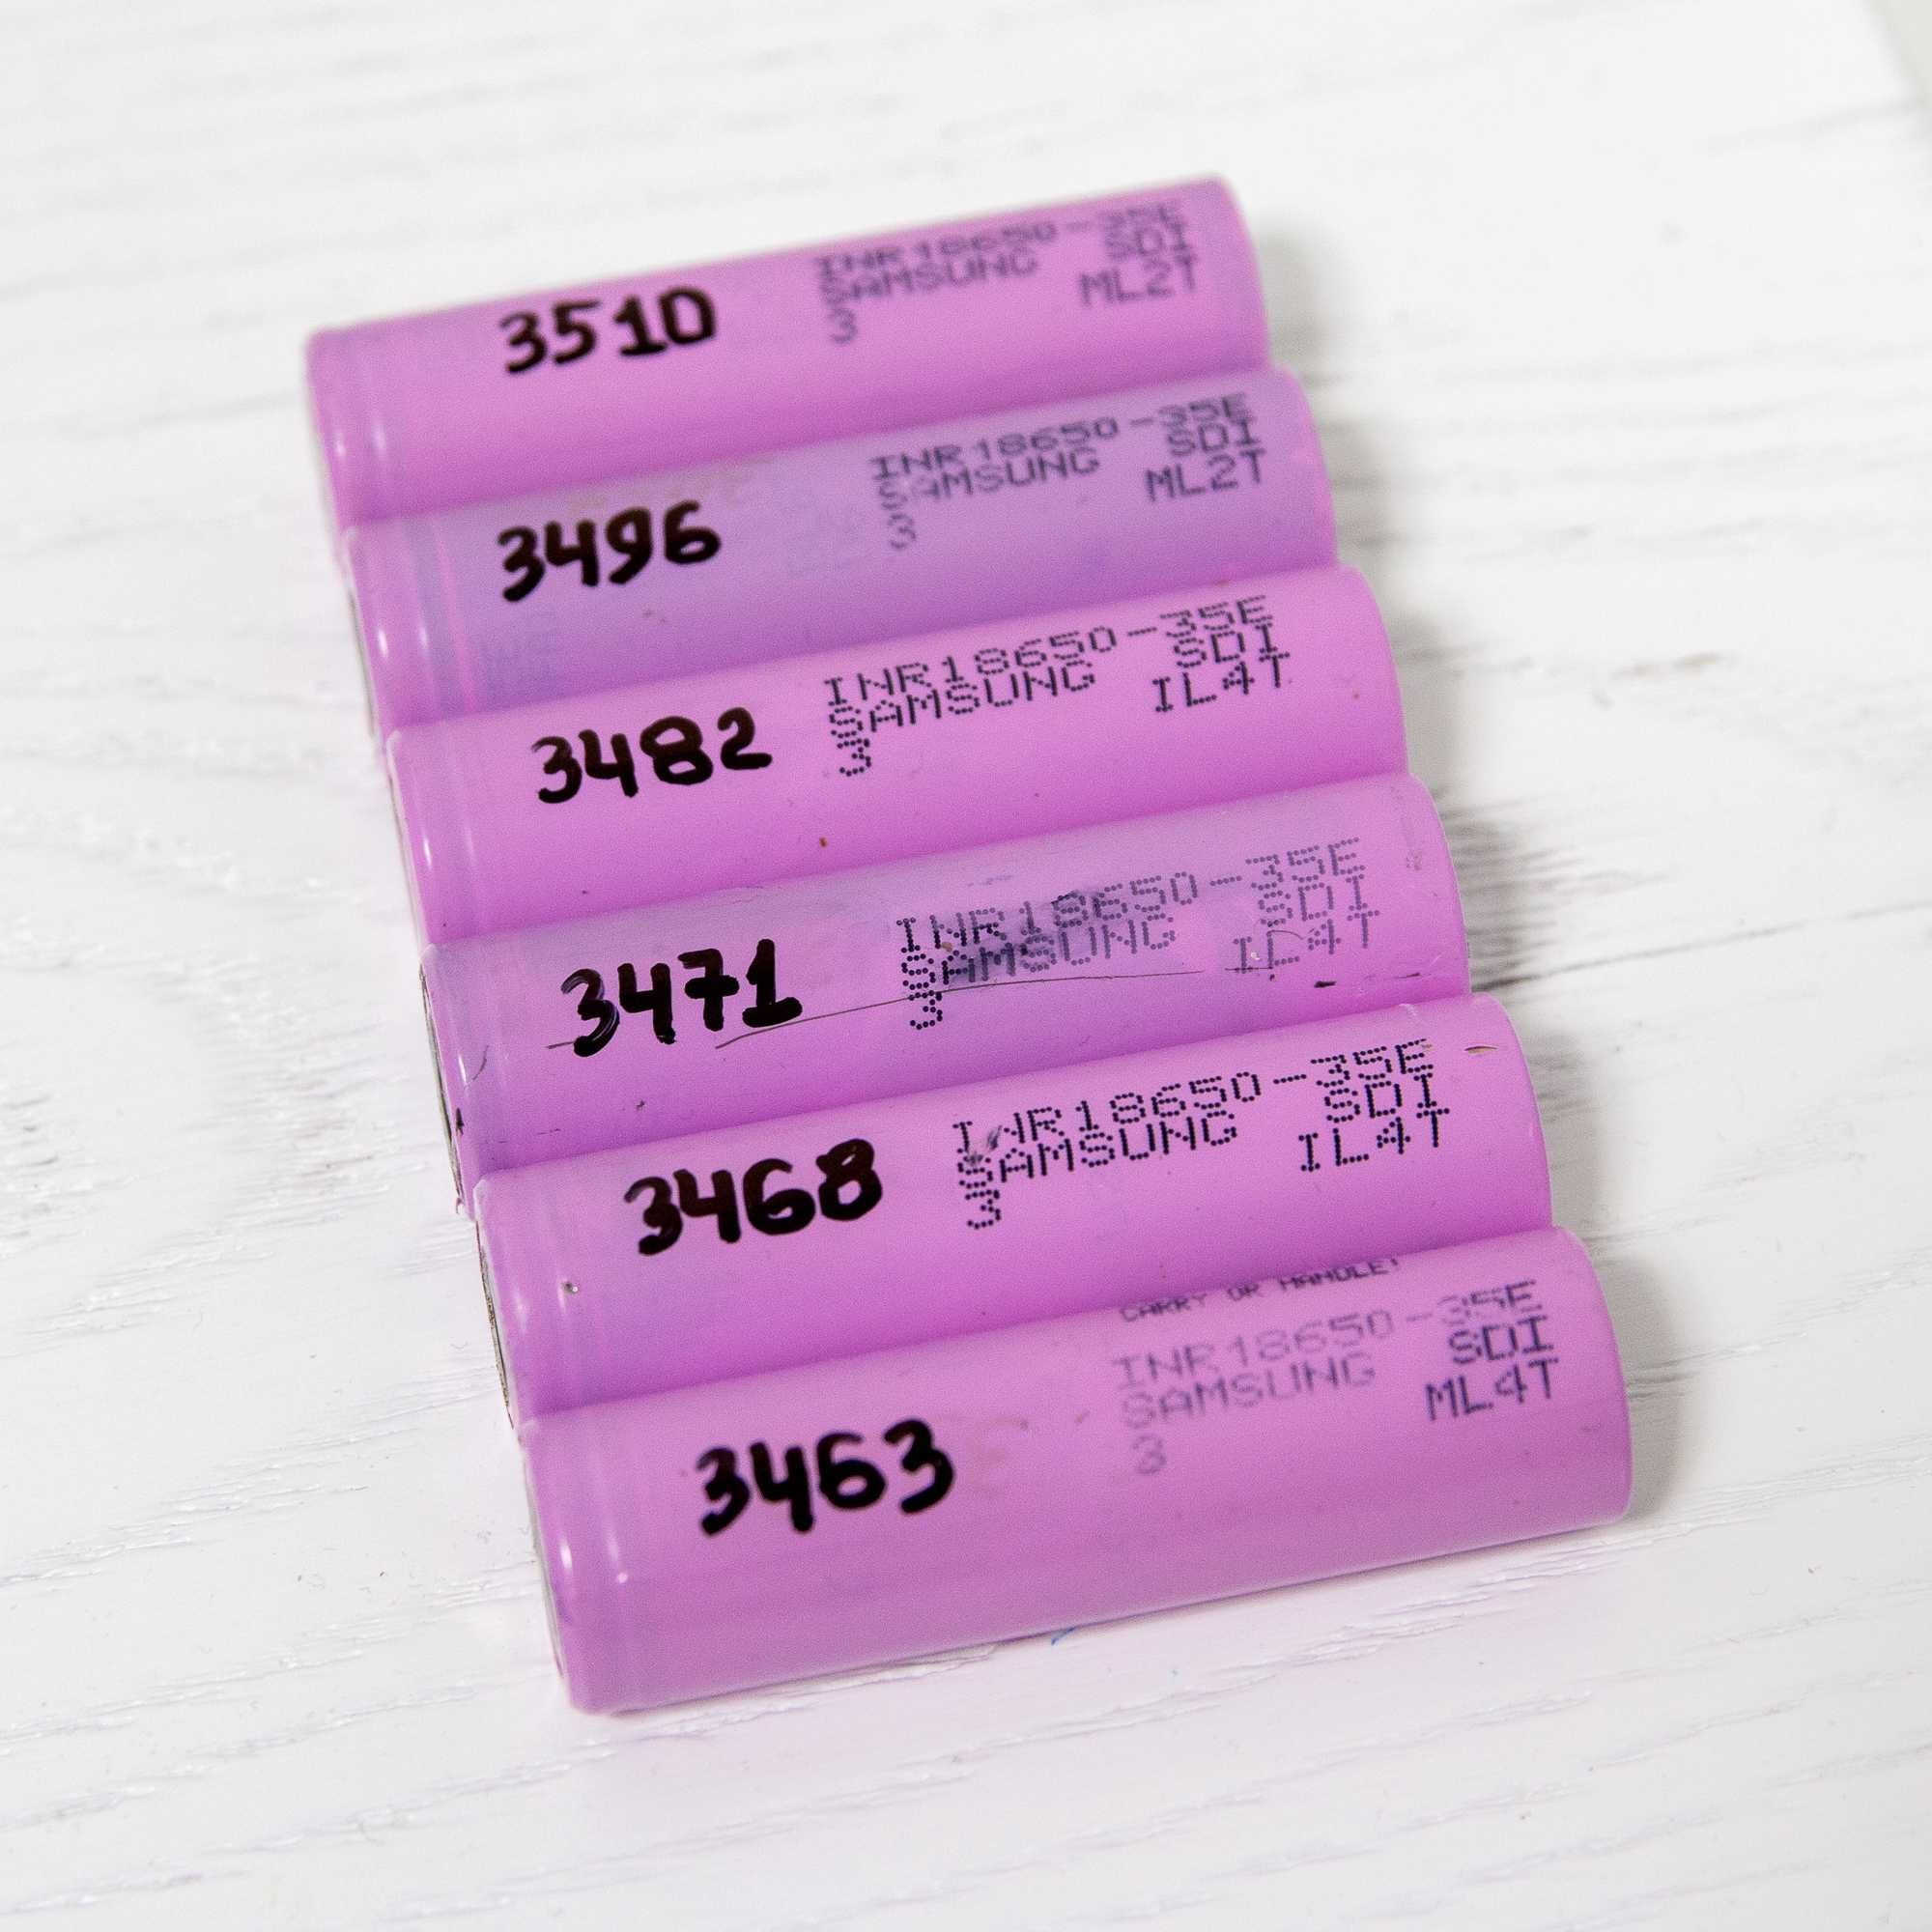 3510
INR18650-35E
SDI
SAMSUNG
ML2T
3
3496
INR18650-35E
SDI
SAMSUNG
ML2T
3
3482
INR18650-35E
SDI
SAMSUNG
IL4T
3
3471
INR18650-35E
SDI
SAMSUNG
IL4T
3
3468
INR18650-35E
SDI
SAMSUNG
IL4T
3
CARRY OR HANDLE!
3463
INR18650-35E
SDI
SAMSUNG
ML4T
3